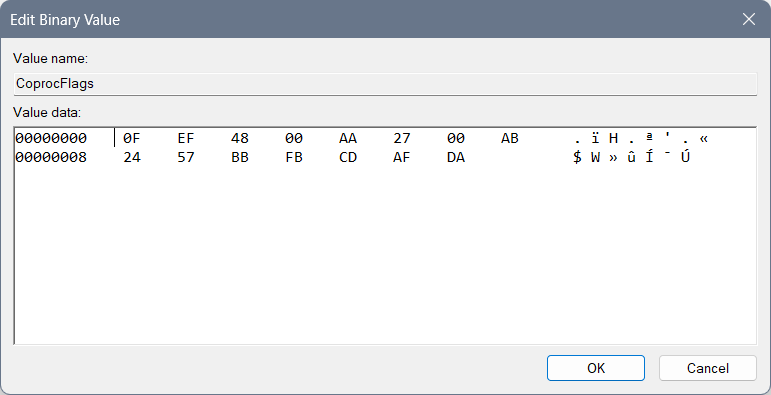 Edit Binary Value
Value name:
CoprocFlags
Value data:
00000000 0F EF 48 00 AA 27 00 AB . ï H . ª ' . «
00000008 24 57 BB FB CD AF DA $ W » û Í ¯ Ú
OK Cancel